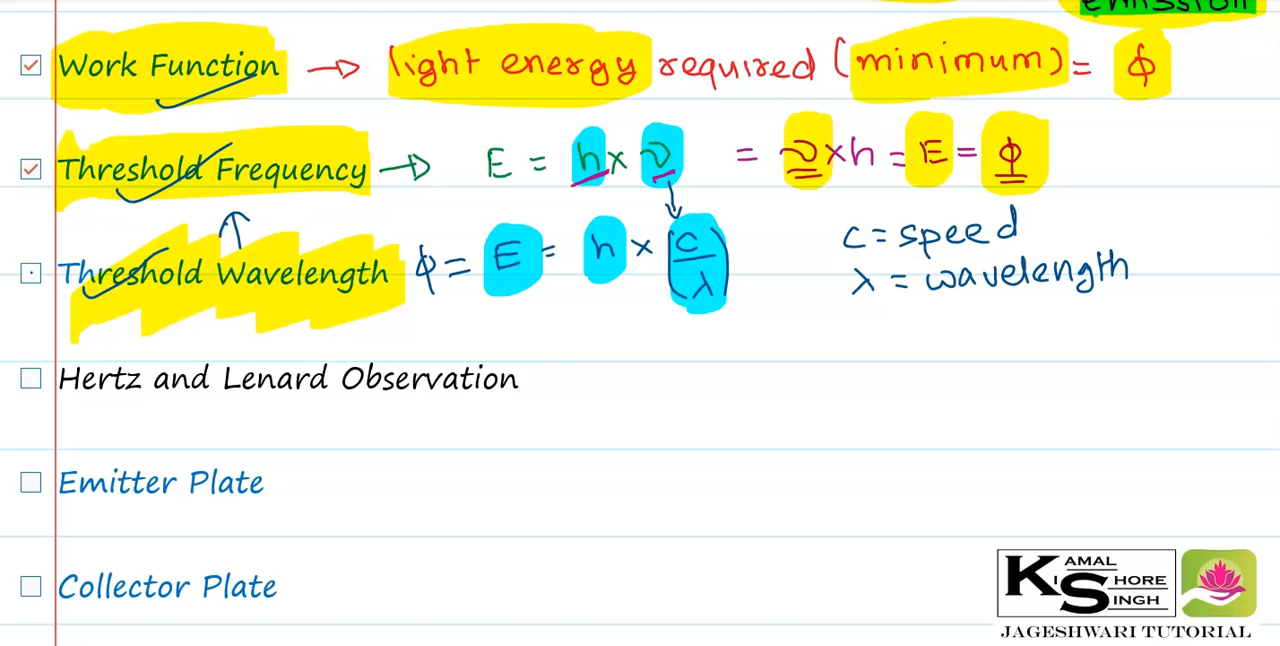 emission
Work Function → light energy required (minimum) = ϕ
Threshold Frequency → E = h × ν = ν × h = E = ϕ
Threshold Wavelength ϕ = E = h × (c/λ)
c = speed
λ = wavelength
Hertz and Lenard Observation
Emitter Plate
Collector Plate
KAMAL
KISHORE
SINGH
JAGESHWARI TUTORIAL